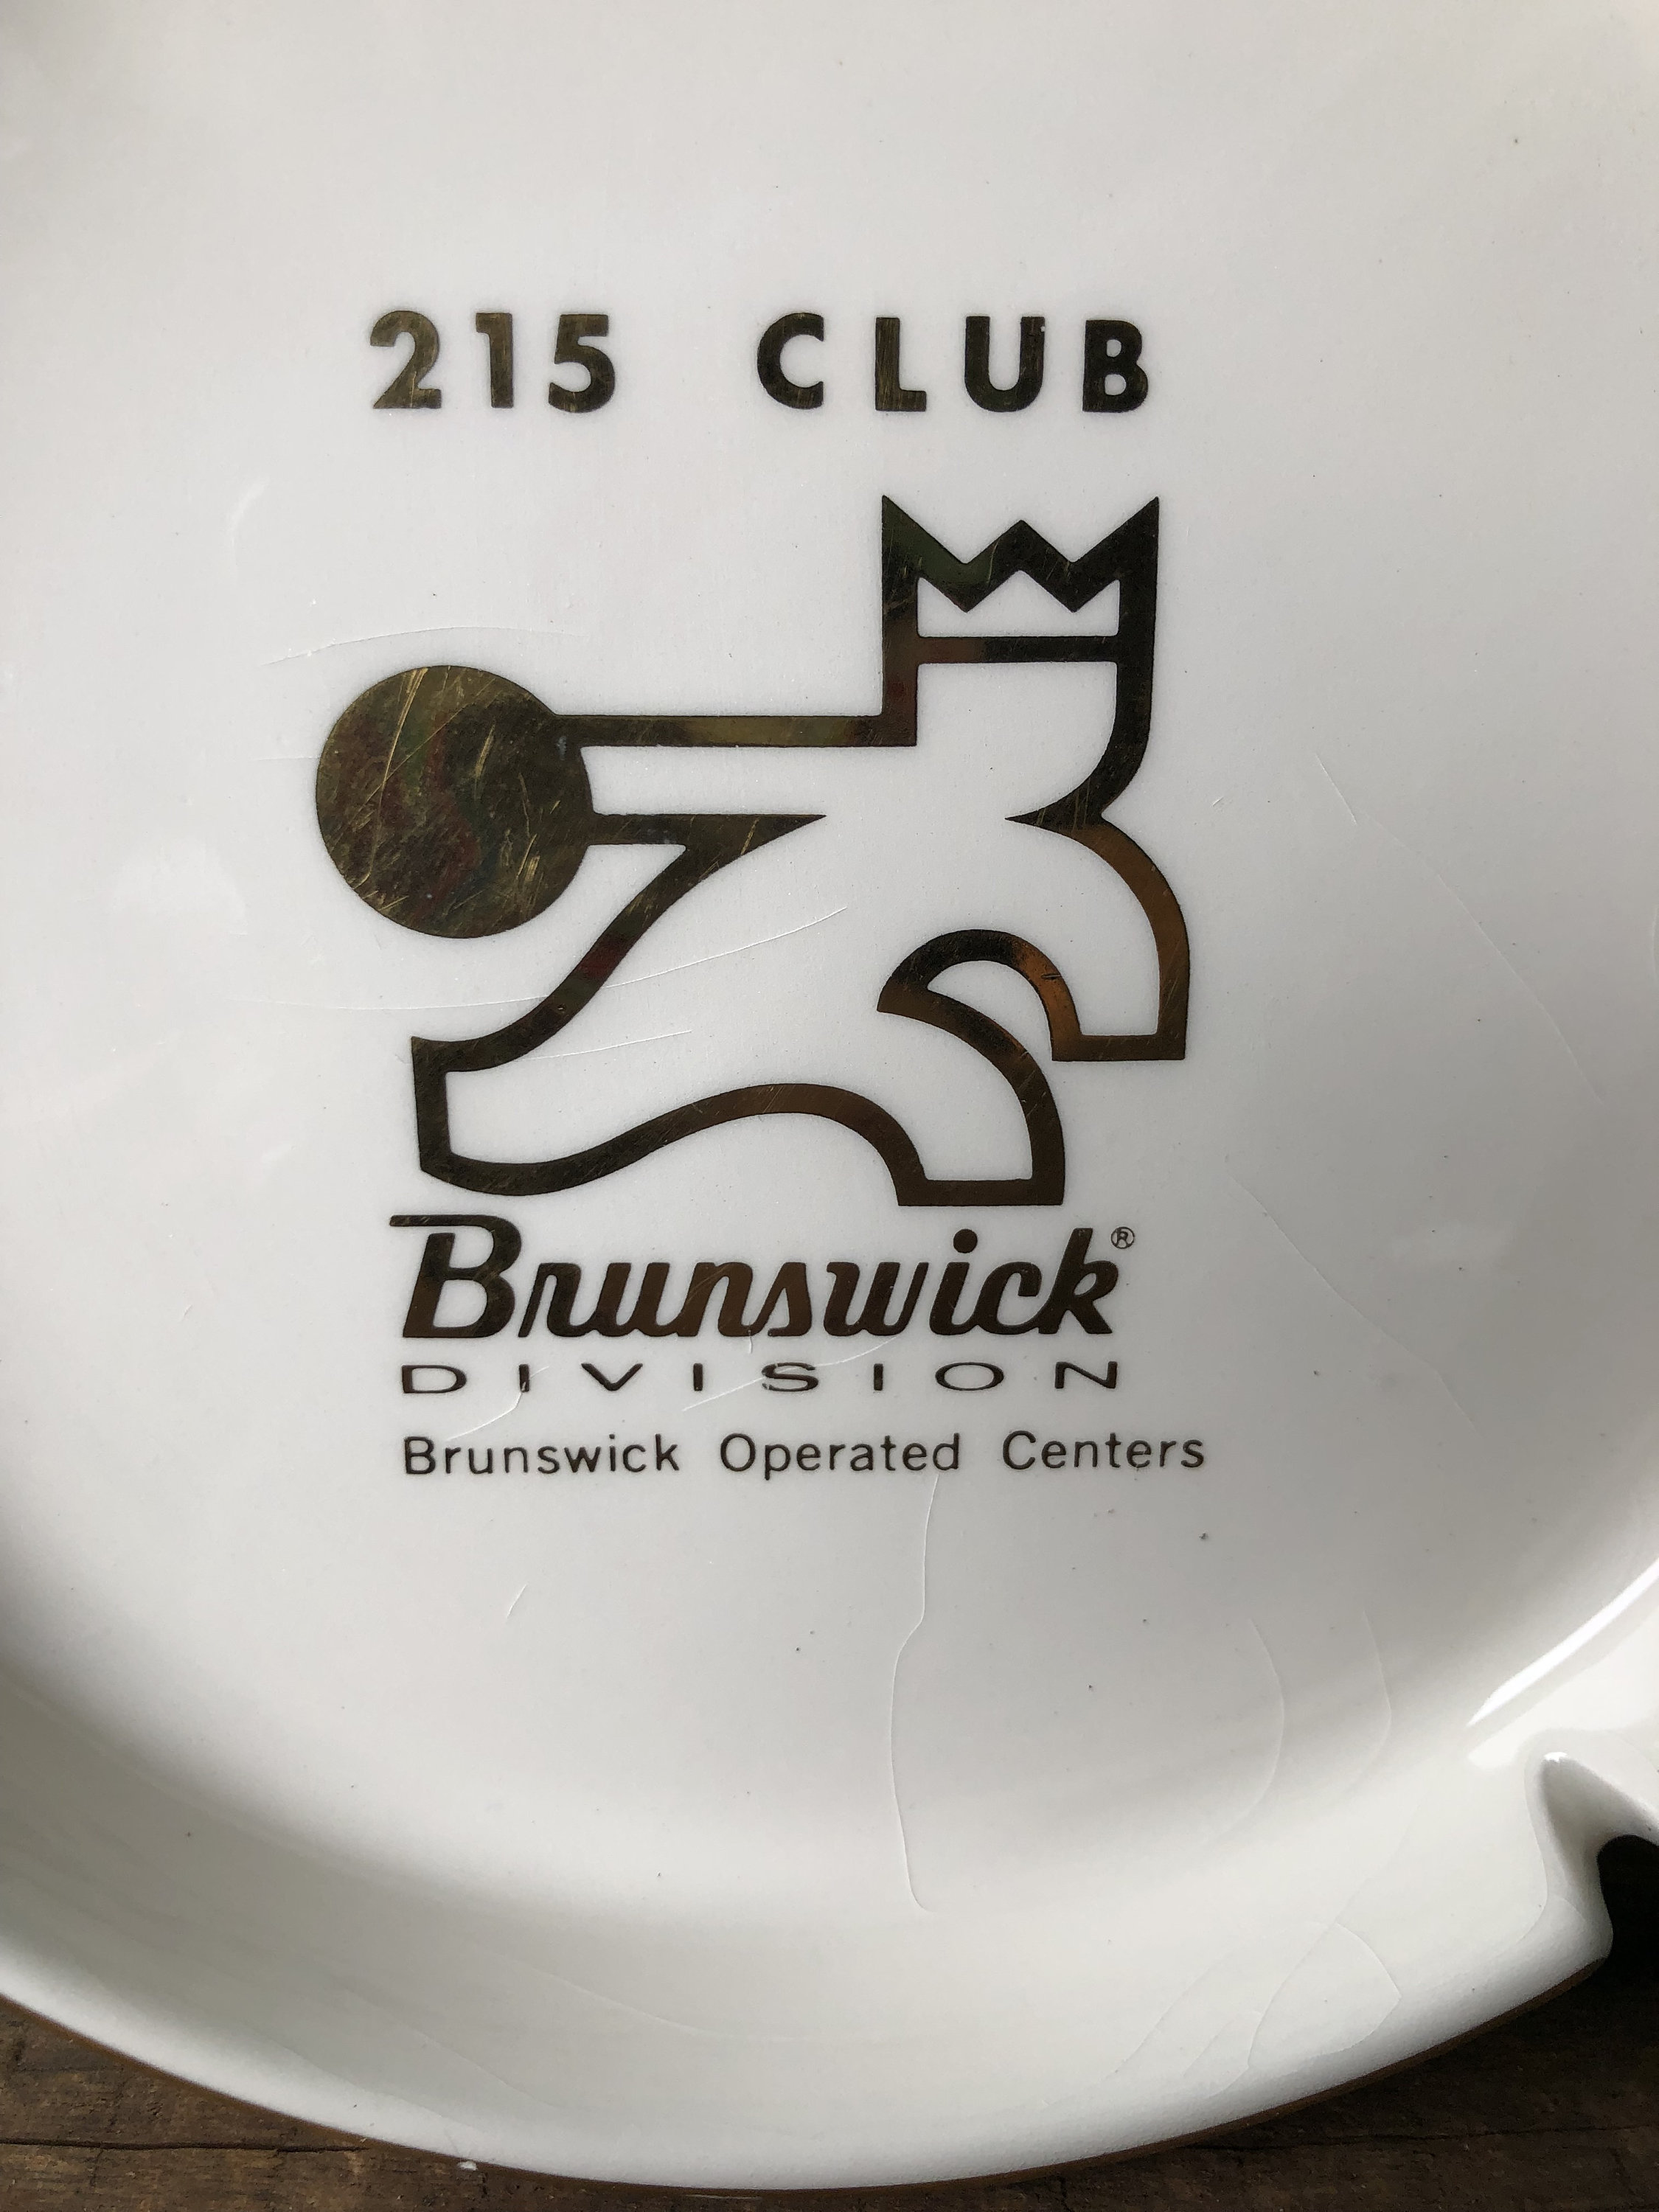 215 CLUB
Brunswick®
DIVISION
Brunswick Operated Centers